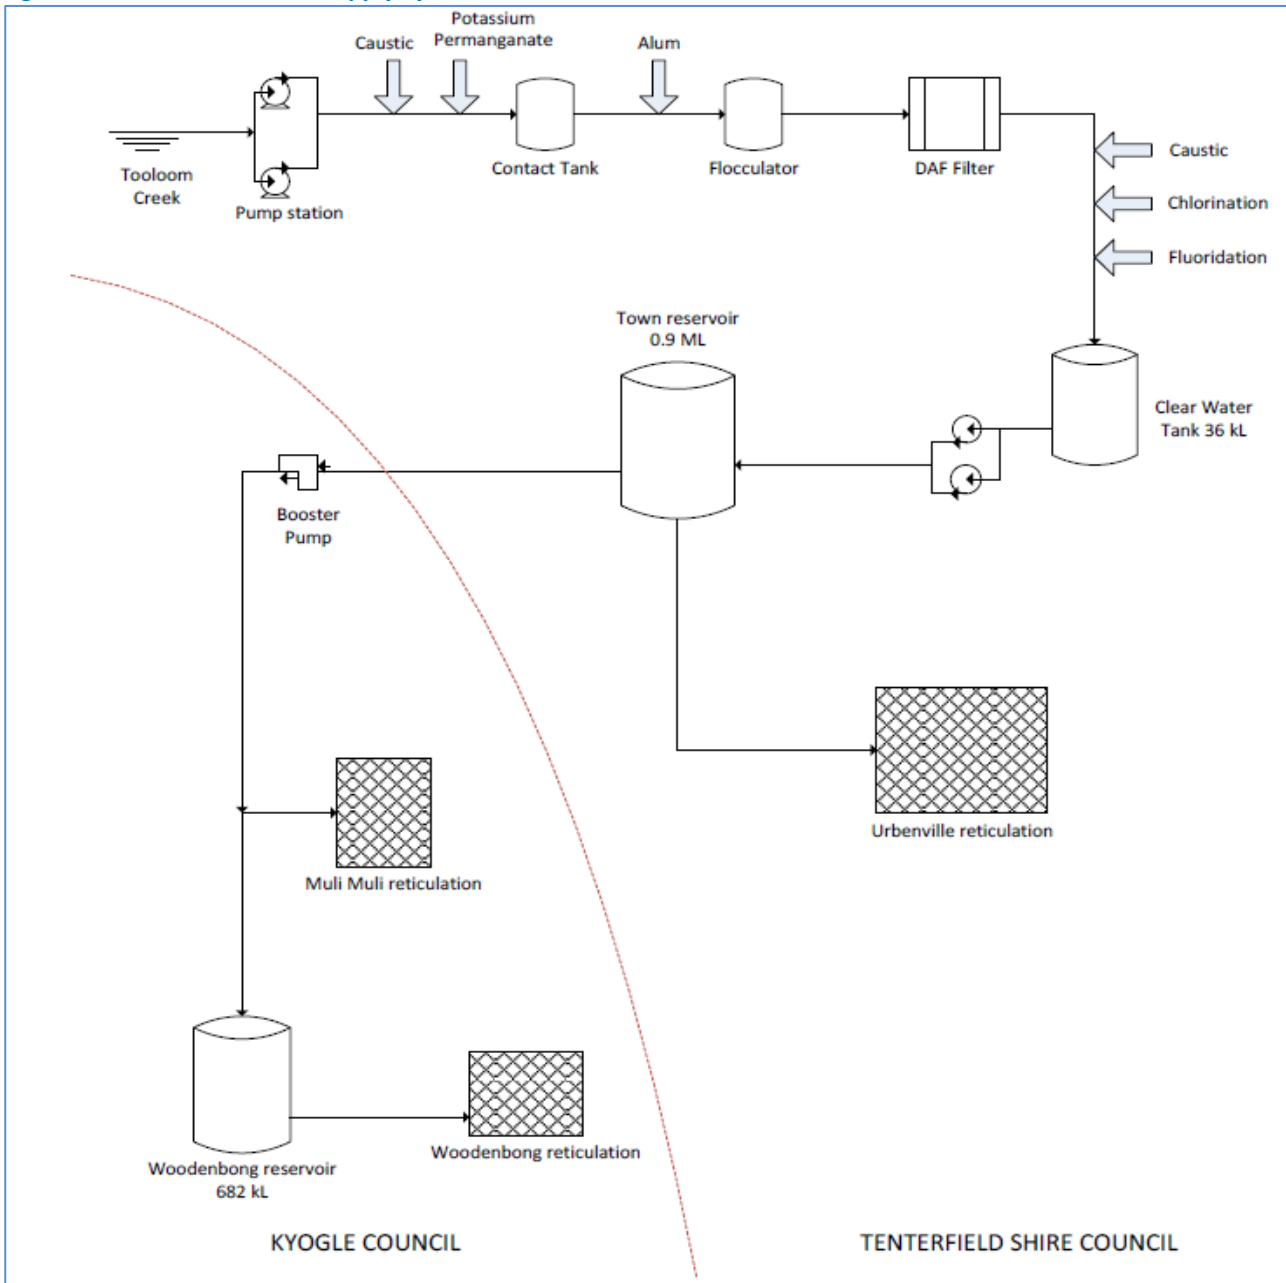 Potassium
Permanganate
Caustic
Alum
Contact Tank
Flocculator
DAF Filter
Caustic
Tooloom
Creek
Pump station
Chlorination
Fluoridation
Town reservoir
0.9 ML
Clear Water
Tank 36 kL
Booster
Pump
Urbenville reticulation
Muli Muli reticulation
Woodenbong reticulation
Woodenbong reservoir
682 kL
KYOGLE COUNCIL
TENTERFIELD SHIRE COUNCIL